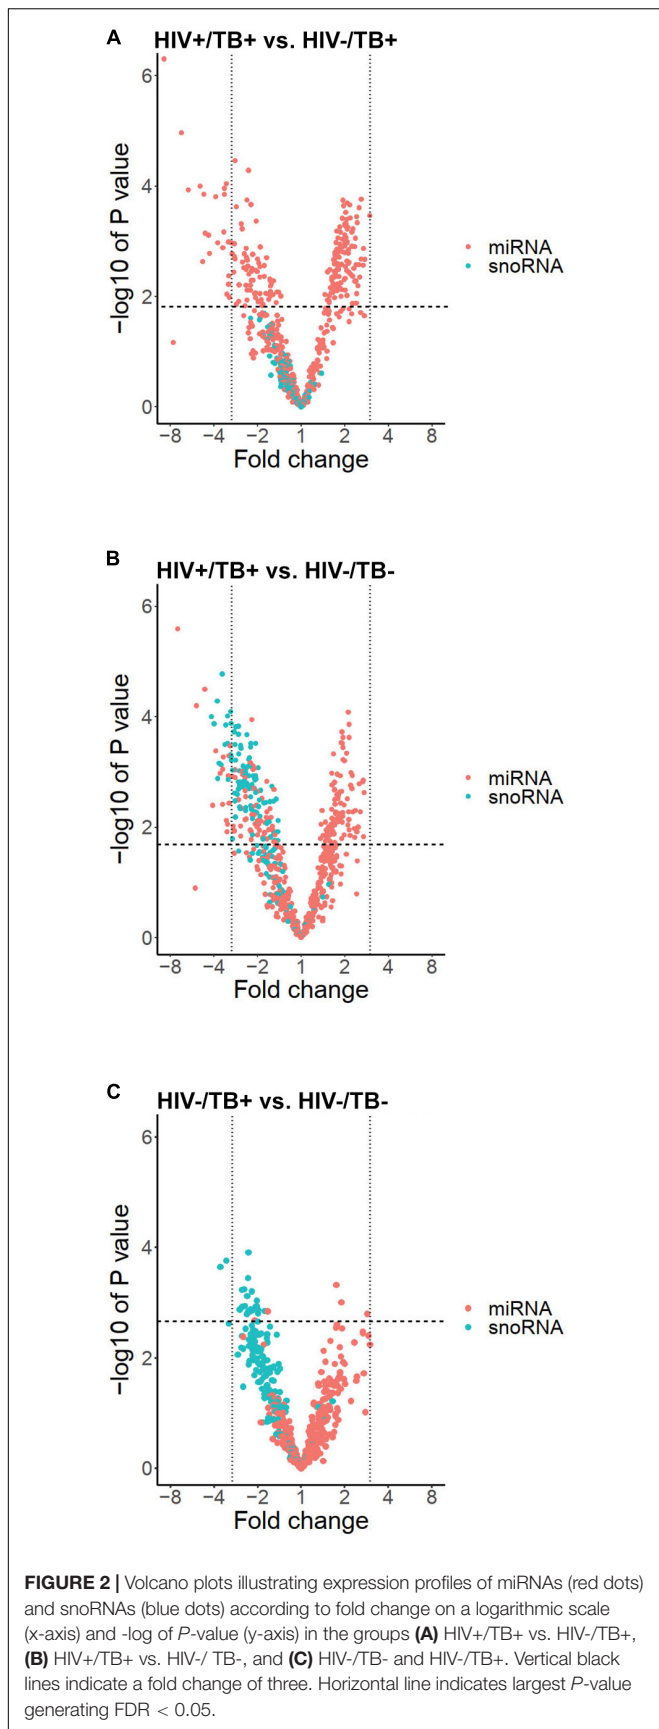 A
HIV+/TB+ vs. HIV-/TB+
−log10 of P value
6
4
2
0
−8 −4 −2 1 2 4 8
Fold change
miRNA
snoRNA
B
HIV+/TB+ vs. HIV-/TB-
−log10 of P value
6
4
2
0
−8 −4 −2 1 2 4 8
Fold change
miRNA
snoRNA
C
HIV-/TB+ vs. HIV-/TB-
−log10 of P value
6
4
2
0
−8 −4 −2 1 2 4 8
Fold change
miRNA
snoRNA
FIGURE 2 | Volcano plots illustrating expression profiles of miRNAs (red dots)
and snoRNAs (blue dots) according to fold change on a logarithmic scale
(x-axis) and -log of P-value (y-axis) in the groups (A) HIV+/TB+ vs. HIV-/TB+,
(B) HIV+/TB+ vs. HIV-/ TB-, and (C) HIV-/TB- and HIV-/TB+. Vertical black
lines indicate a fold change of three. Horizontal line indicates largest P-value
generating FDR < 0.05.